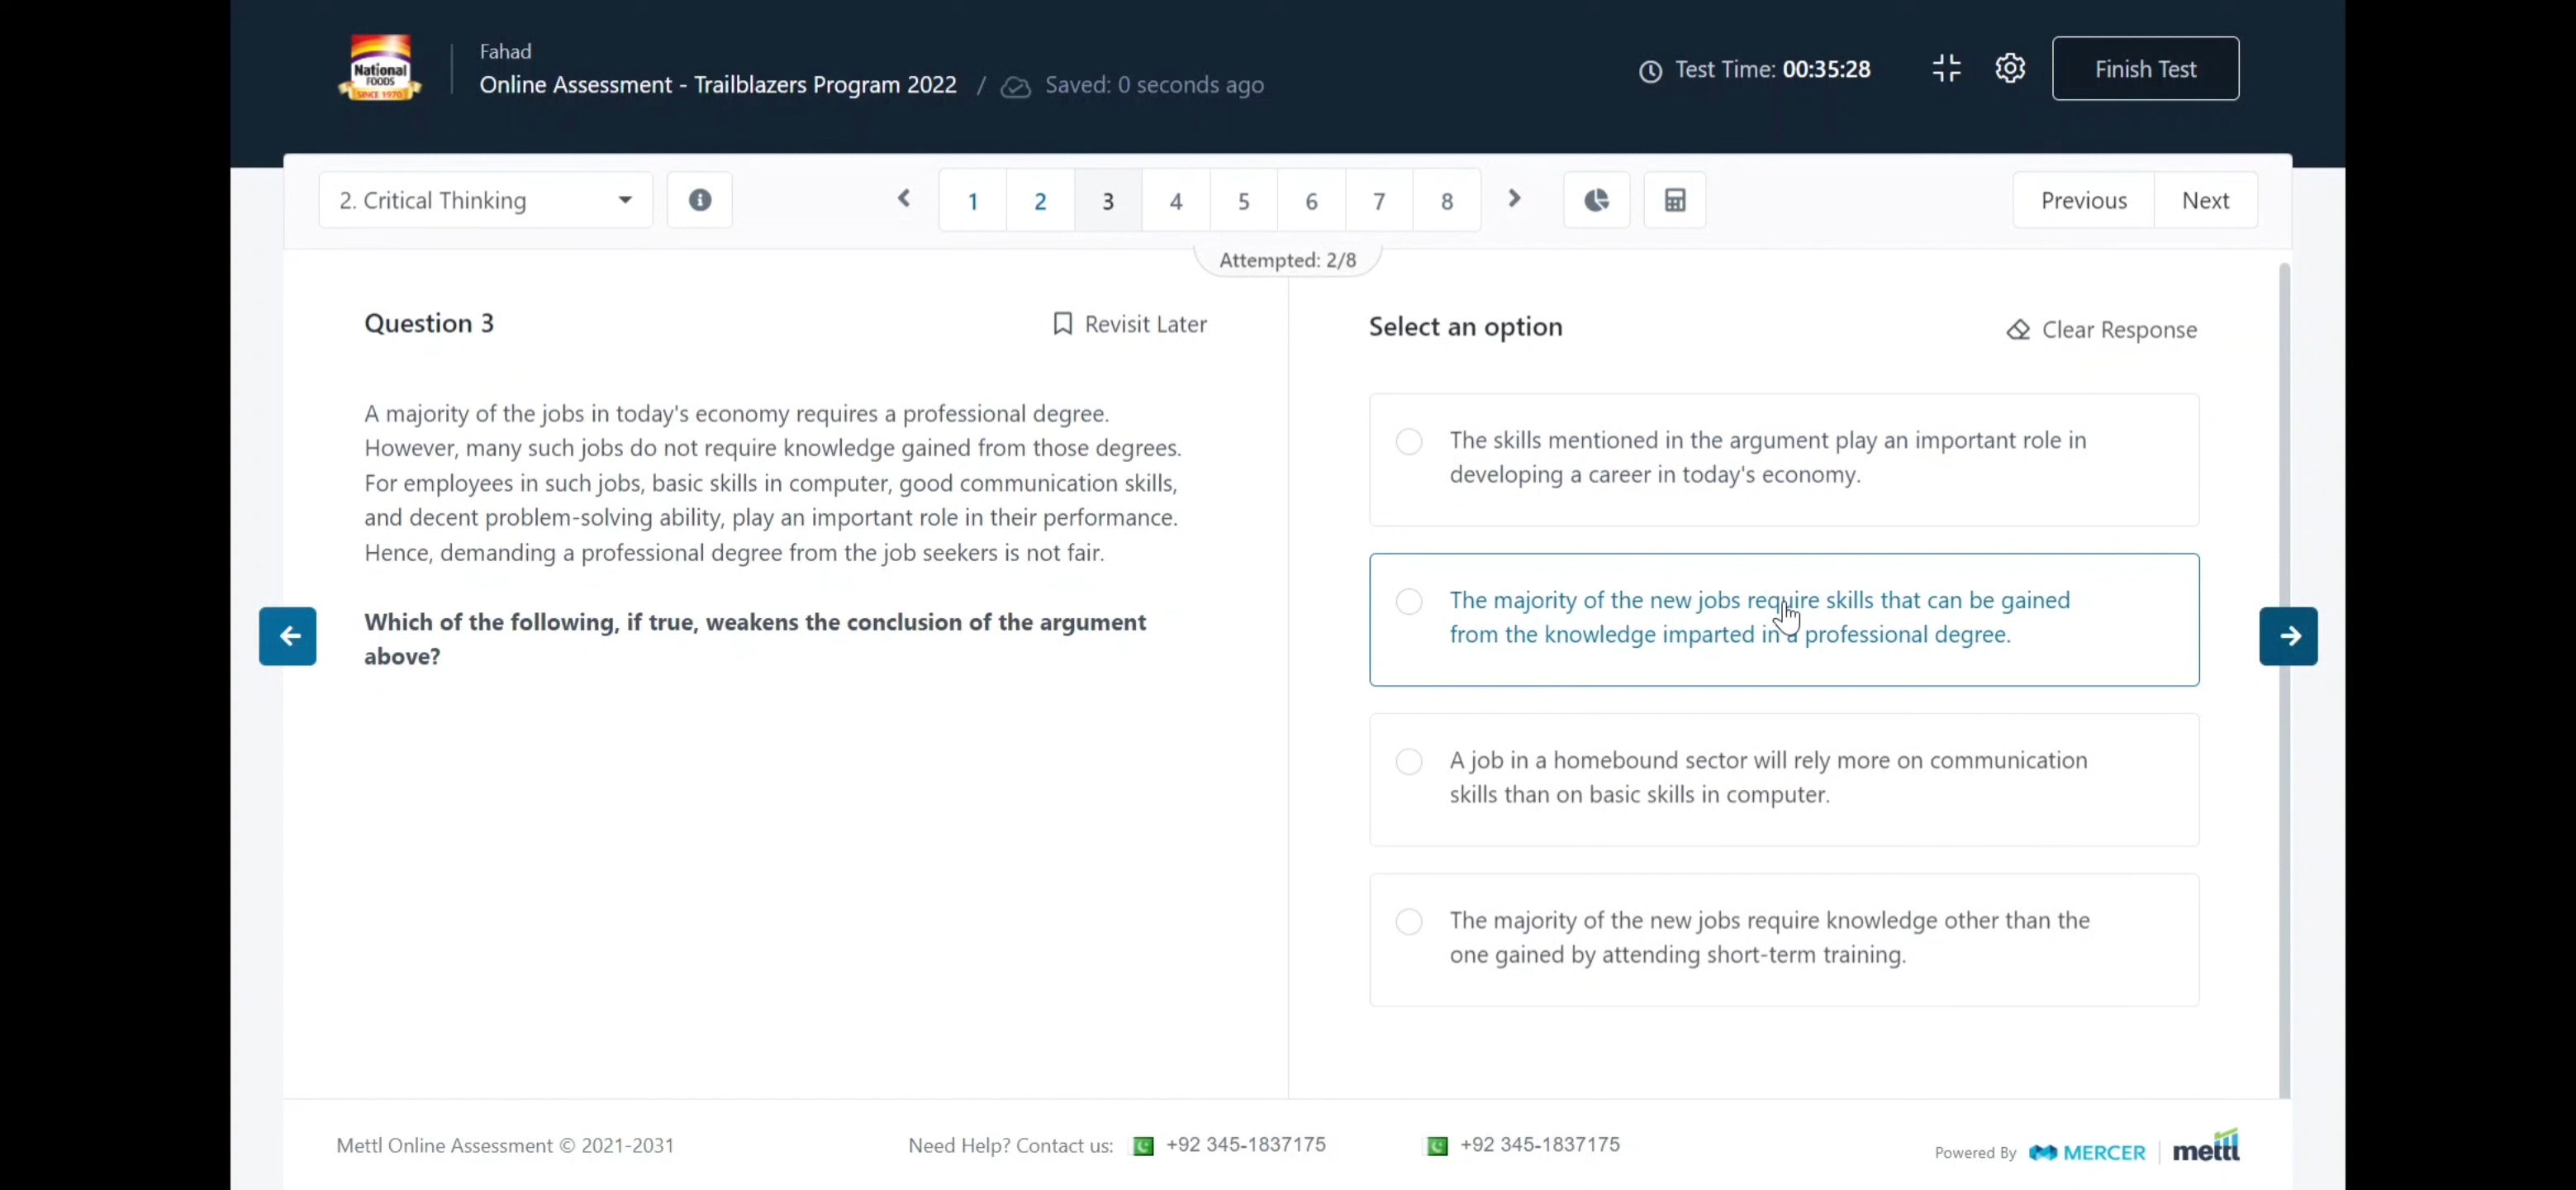 National
FOODS
SINCE 1970
Fahad
Online Assessment - Trailblazers Program 2022 / Saved: 0 seconds ago
Test Time: 00:35:28
Finish Test
2. Critical Thinking
1 2 3 4 5 6 7 8
Previous
Next
Attempted: 2/8
Question 3
Revisit Later
A majority of the jobs in today's economy requires a professional degree.
However, many such jobs do not require knowledge gained from those degrees.
For employees in such jobs, basic skills in computer, good communication skills,
and decent problem-solving ability, play an important role in their performance.
Hence, demanding a professional degree from the job seekers is not fair.
Which of the following, if true, weakens the conclusion of the argument
above?
Select an option
Clear Response
The skills mentioned in the argument play an important role in
developing a career in today's economy.
The majority of the new jobs require skills that can be gained
from the knowledge imparted in a professional degree.
A job in a homebound sector will rely more on communication
skills than on basic skills in computer.
The majority of the new jobs require knowledge other than the
one gained by attending short-term training.
Mettl Online Assessment © 2021-2031
Need Help? Contact us: +92 345-1837175
+92 345-1837175
Powered By MERCER | mettl